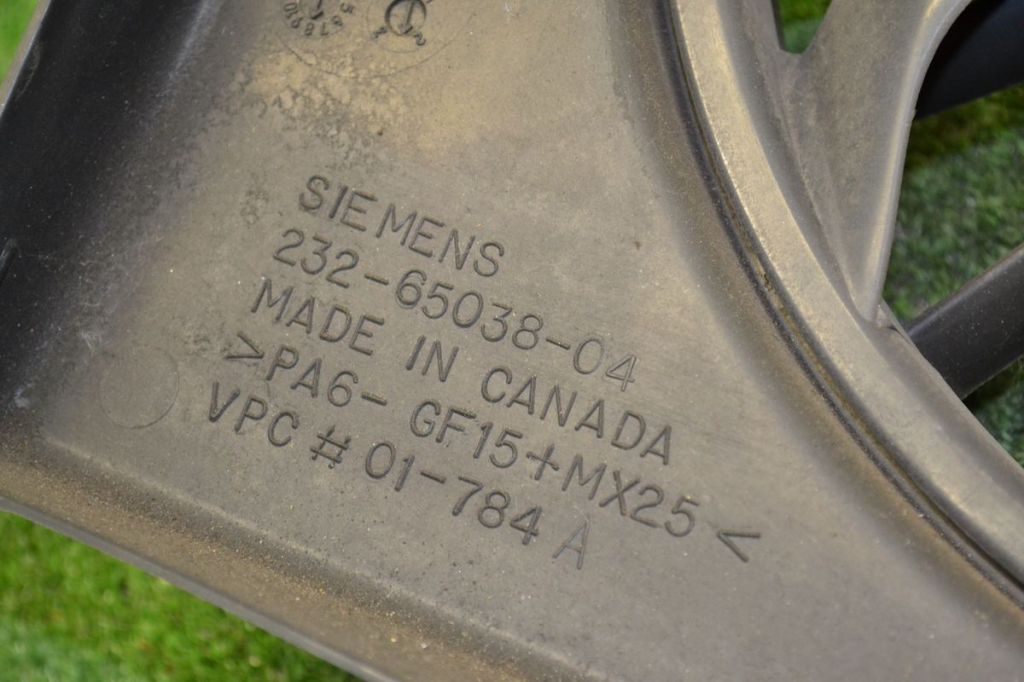 SIEMENS
232-65038-04
MADE IN CANADA
>PA6- GF15+MX25<
VPC # 01-784 A